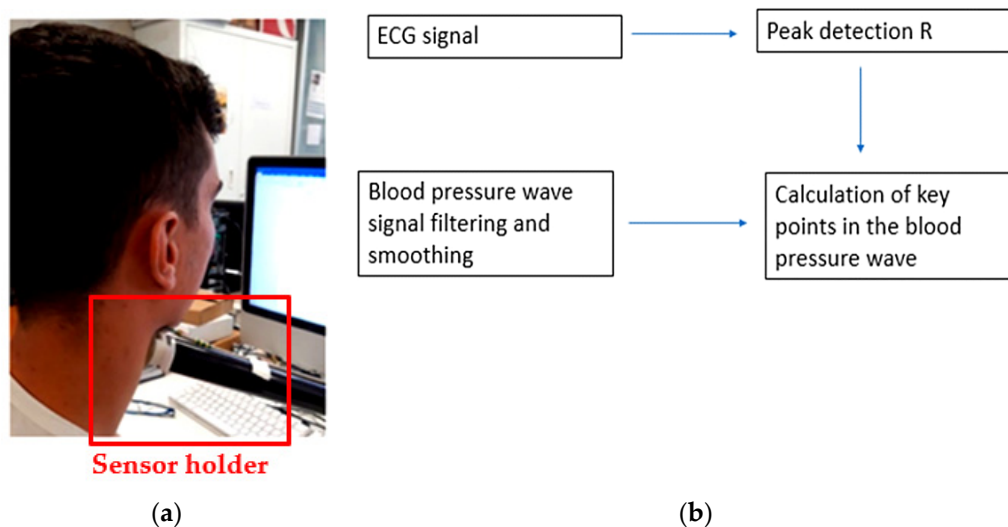 ECG signal
Peak detection R
Blood pressure wave
signal filtering and
smoothing
Calculation of key
points in the blood
pressure wave
Sensor holder
(a)
(b)